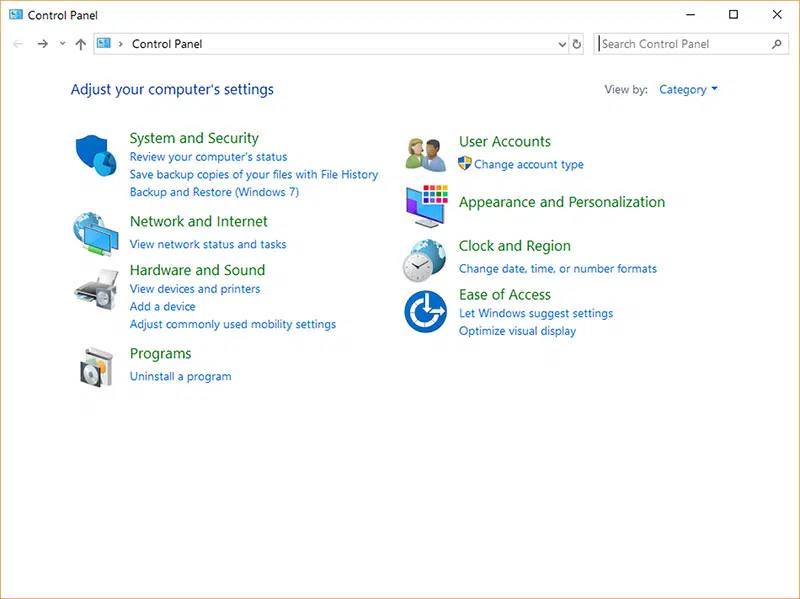 Control Panel
Control Panel
Search Control Panel
Adjust your computer's settings
View by: Category
System and Security
Review your computer's status
Save backup copies of your files with File History
Backup and Restore (Windows 7)
Network and Internet
View network status and tasks
Hardware and Sound
View devices and printers
Add a device
Adjust commonly used mobility settings
Programs
Uninstall a program
User Accounts
Change account type
Appearance and Personalization
Clock and Region
Change date, time, or number formats
Ease of Access
Let Windows suggest settings
Optimize visual display